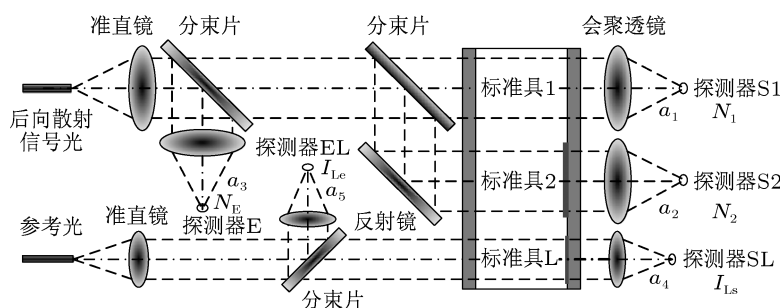 准直镜
分束片
分束片
会聚透镜
标准具1
探测器S1
a1
N1
后向散射
信号光
a3
探测器EL
ILe
a5
NE
探测器E
反射镜
标准具2
探测器S2
a2
N2
参考光
准直镜
标准具L
探测器SL
a4
ILs
分束片